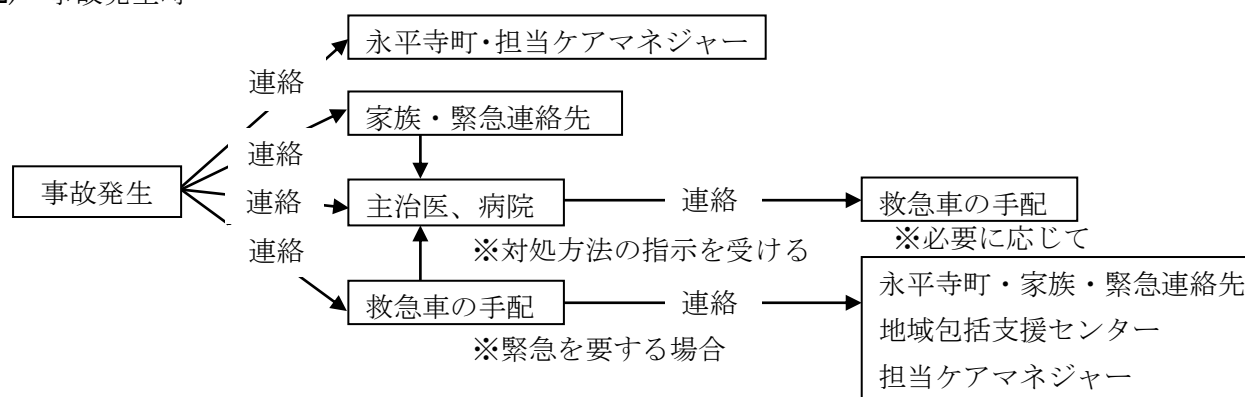 永平寺町・担当ケアマネジャー
連絡
家族・緊急連絡先
連絡
事故発生
連絡
主治医、病院
連絡
救急車の手配
※必要に応じて
連絡
※対処方法の指示を受ける
救急車の手配
連絡
※緊急を要する場合
永平寺町・家族・緊急連絡先
地域包括支援センター
担当ケアマネジャー